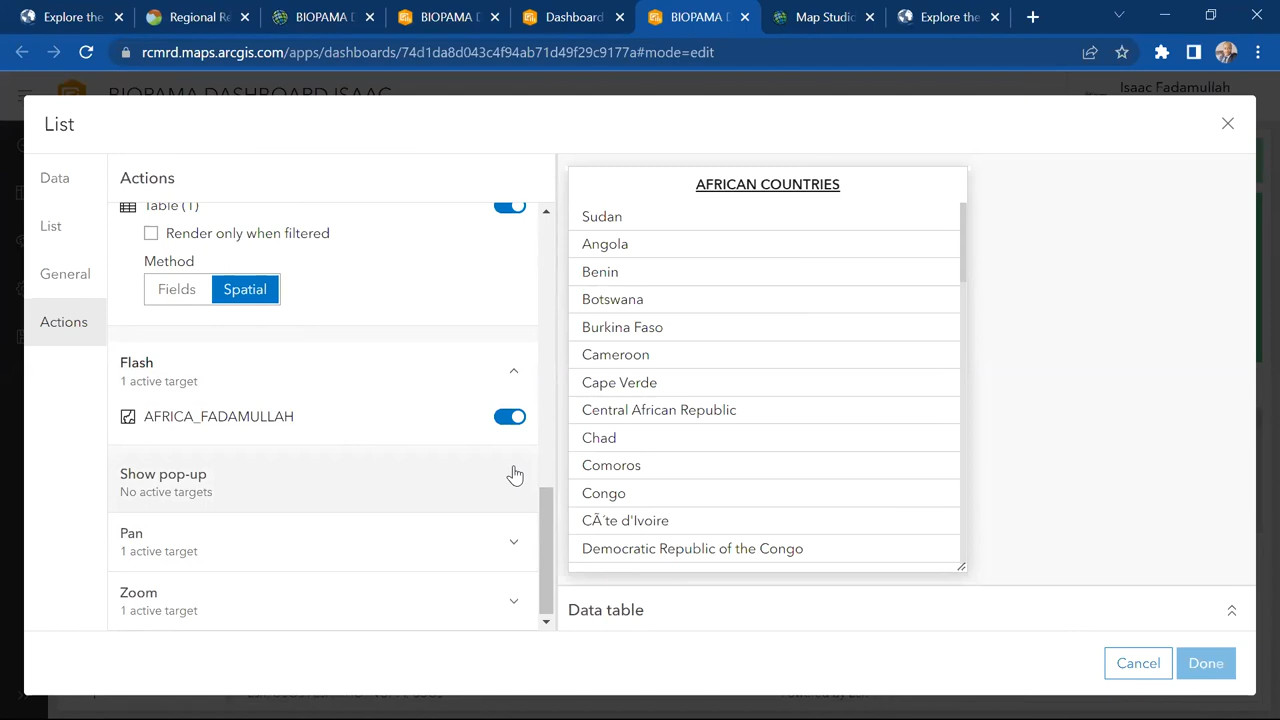 Explore the
Regional Re
BIOPAMA D
BIOPAMA D
Dashboard
BIOPAMA D
Map Studio
Explore the
rcmrd.maps.arcgis.com/apps/dashboards/74d1da8d043c4f94ab71d49f29c9177a#mode=edit
BIOPAMA DASHBOARD ISAAC
Isaac Fadamullah
List
Data
List
General
Actions
Actions
Table (1)
Render only when filtered
Method
Fields
Spatial
Flash
1 active target
AFRICA_FADAMULLAH
Show pop-up
No active targets
Pan
1 active target
Zoom
1 active target
AFRICAN COUNTRIES
Sudan
Angola
Benin
Botswana
Burkina Faso
Cameroon
Cape Verde
Central African Republic
Chad
Comoros
Congo
CÃ´te d'Ivoire
Democratic Republic of the Congo
Data table
Cancel
Done